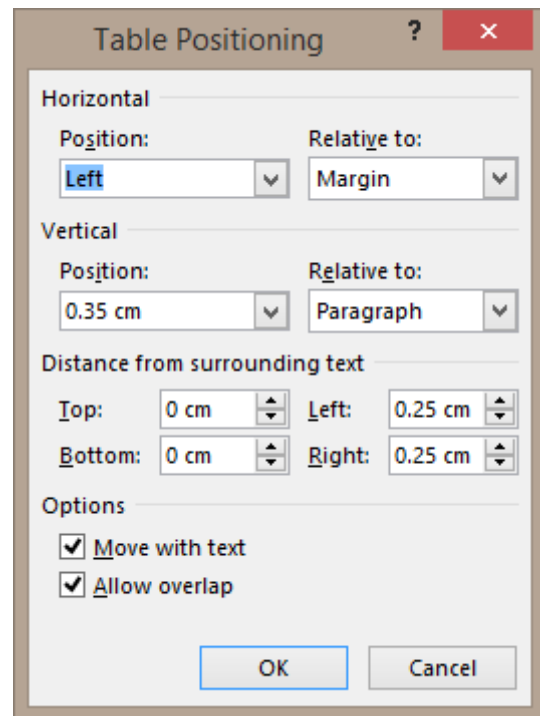 Table Positioning ? ×
Horizontal
Position: Relative to:
Left Margin
Vertical
Position: Relative to:
0.35 cm Paragraph
Distance from surrounding text
Top: 0 cm Left: 0.25 cm
Bottom: 0 cm Right: 0.25 cm
Options
Move with text
Allow overlap
OK Cancel